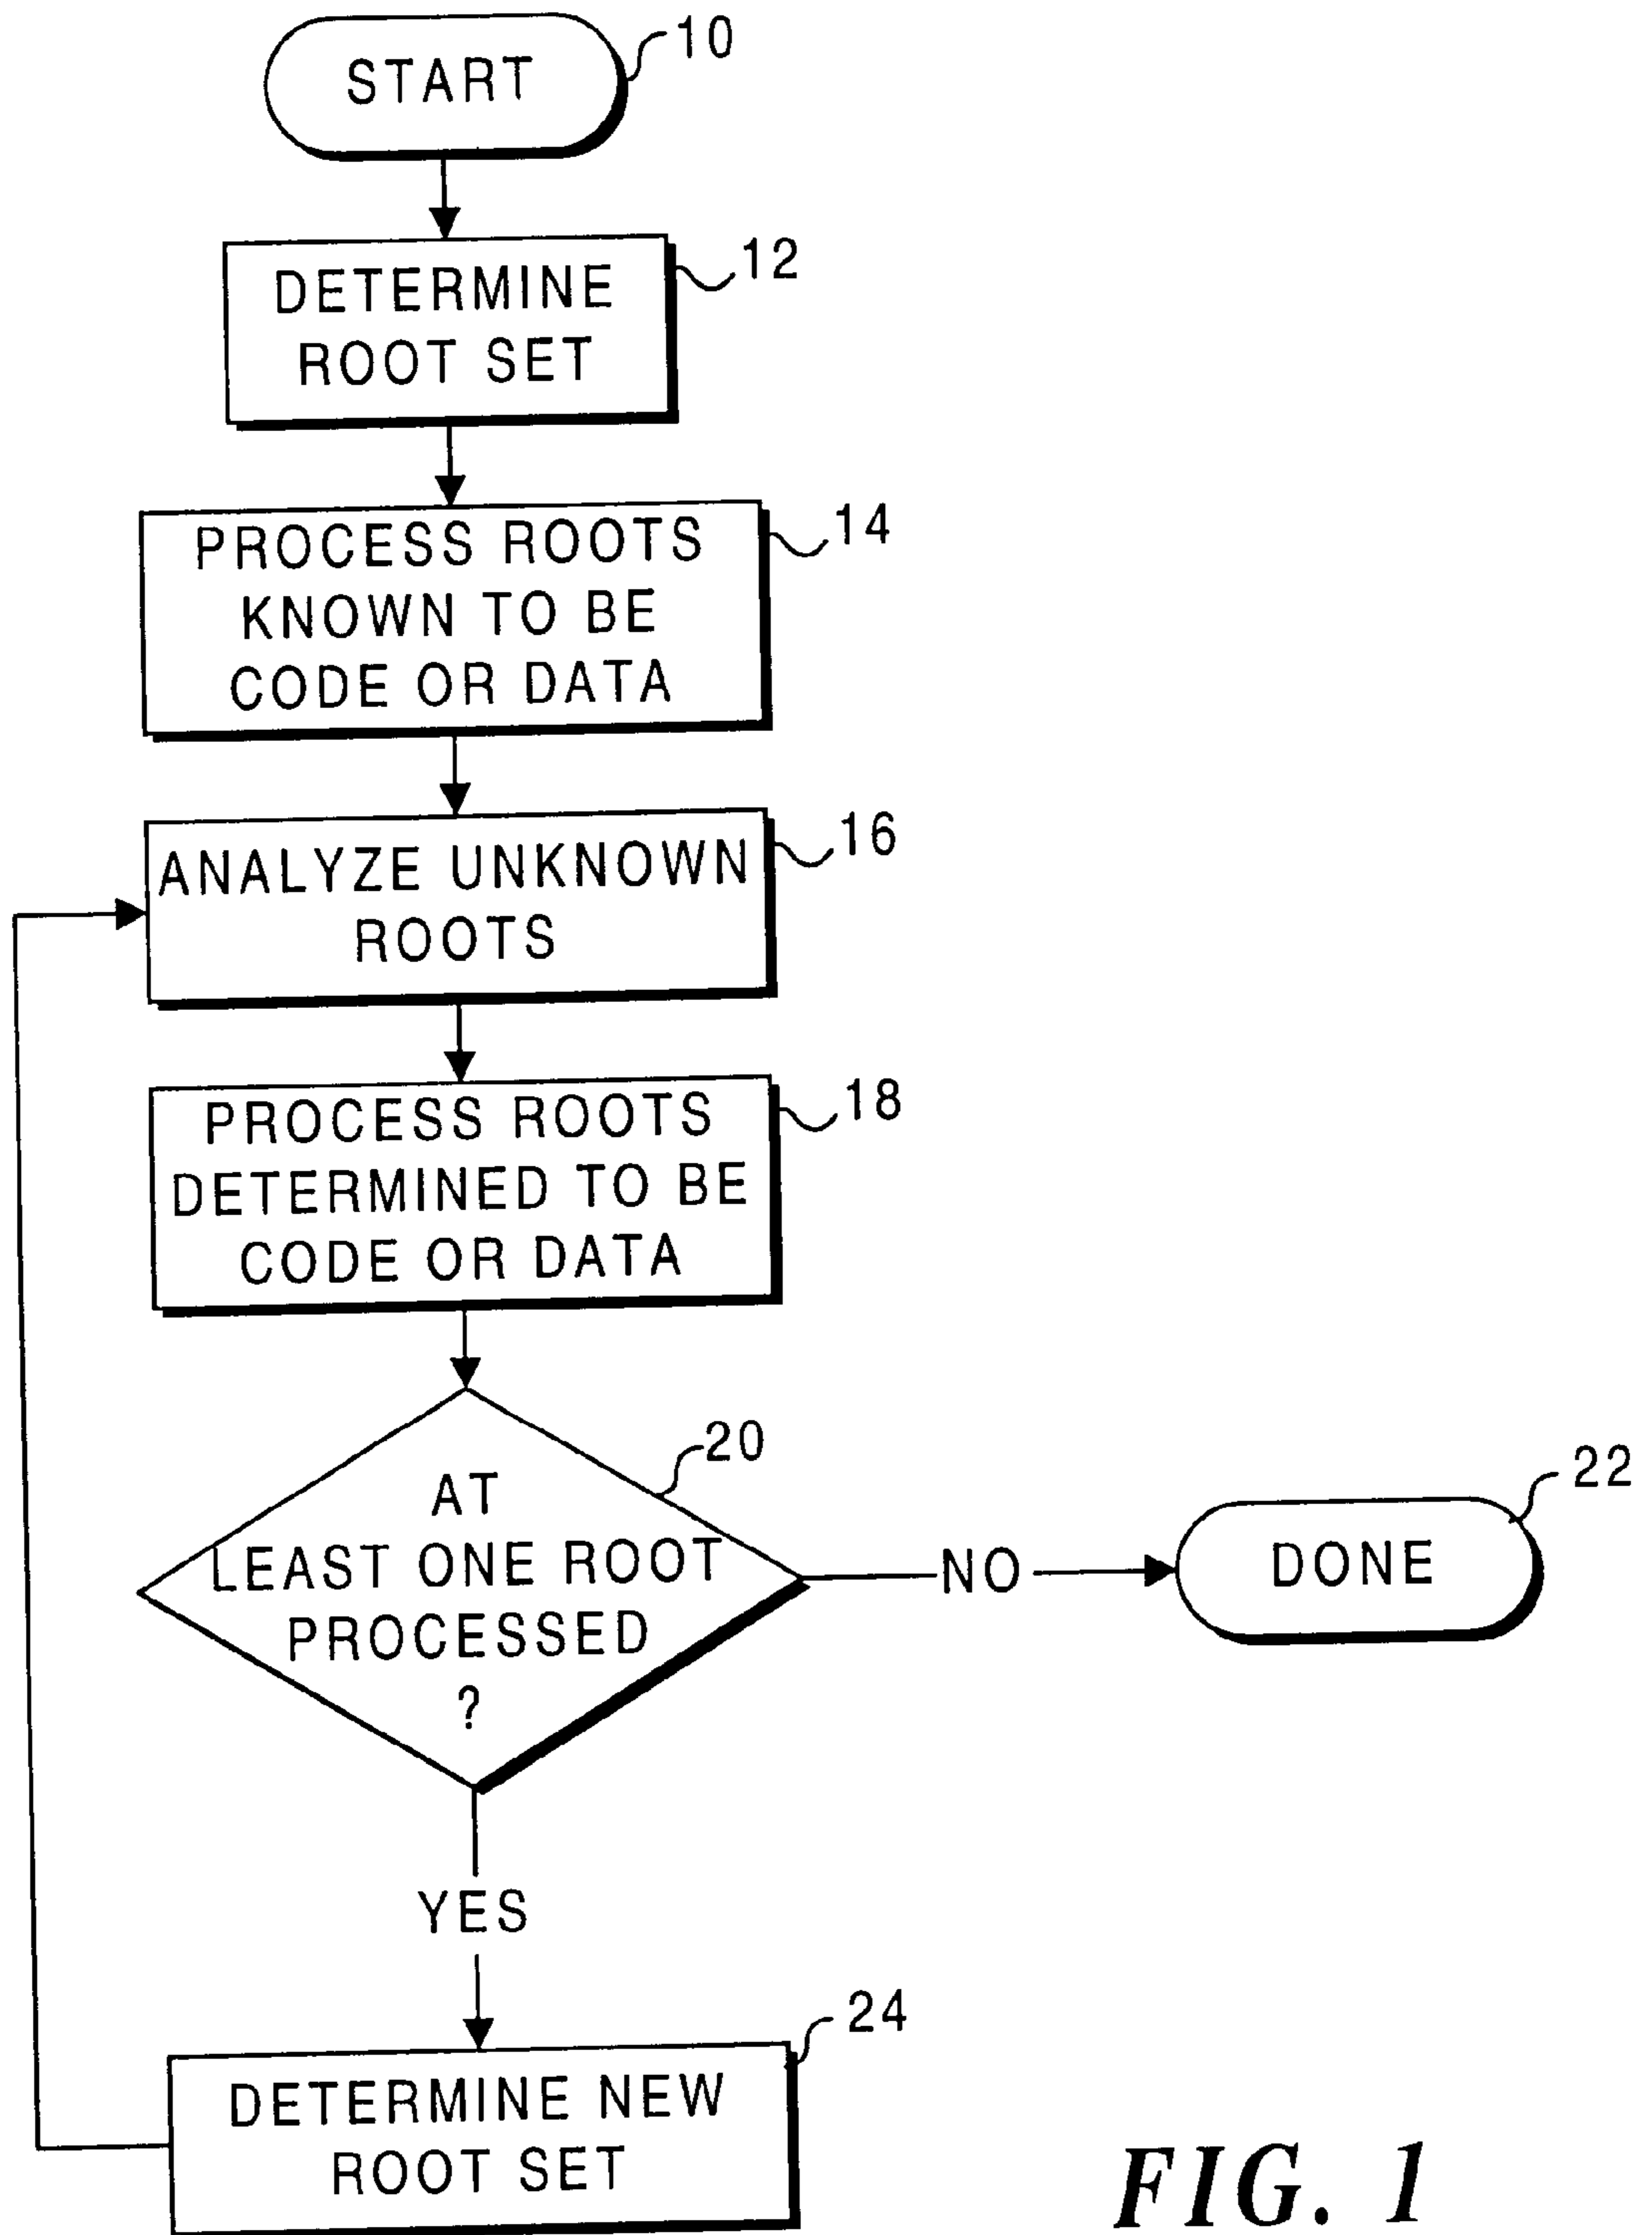 10
START
12
DETERMINE
ROOT SET
14
PROCESS ROOTS
KNOWN TO BE
CODE OR DATA
16
ANALYZE UNKNOWN
ROOTS
18
PROCESS ROOTS
DETERMINED TO BE
CODE OR DATA
20
AT
LEAST ONE ROOT
PROCESSED
?
NO
22
DONE
YES
24
DETERMINE NEW
ROOT SET
FIG. 1